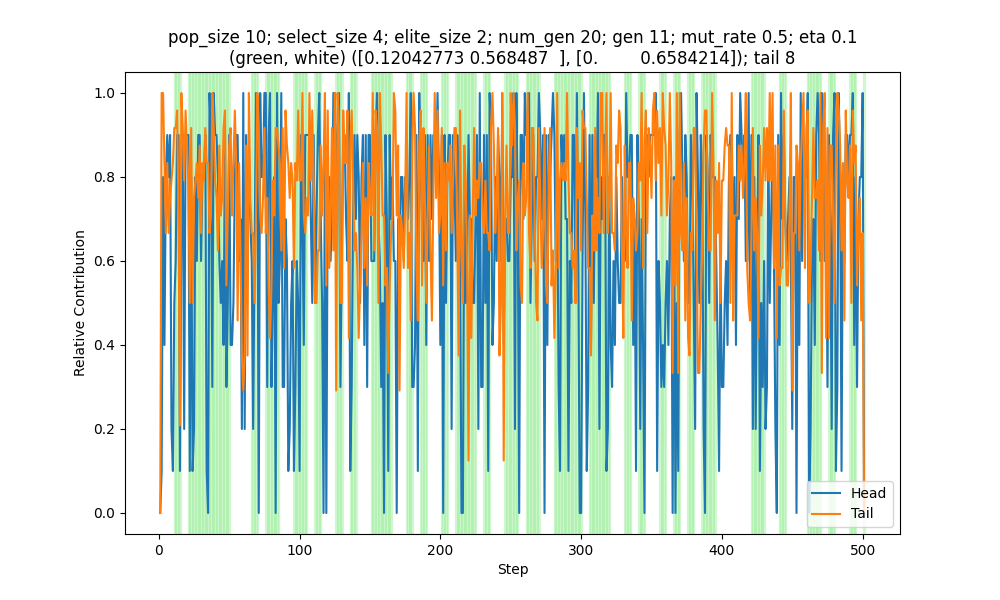 pop_size 10; select_size 4; elite_size 2; num_gen 20; gen 11; mut_rate 0.5; eta 0.1
(green, white) ([0.12042773 0.568487  ], [0.        0.6584214]); tail 8
Relative Contribution
1.0
0.8
0.6
0.4
0.2
0.0
Head
Tail
0
100
200
300
400
500
Step